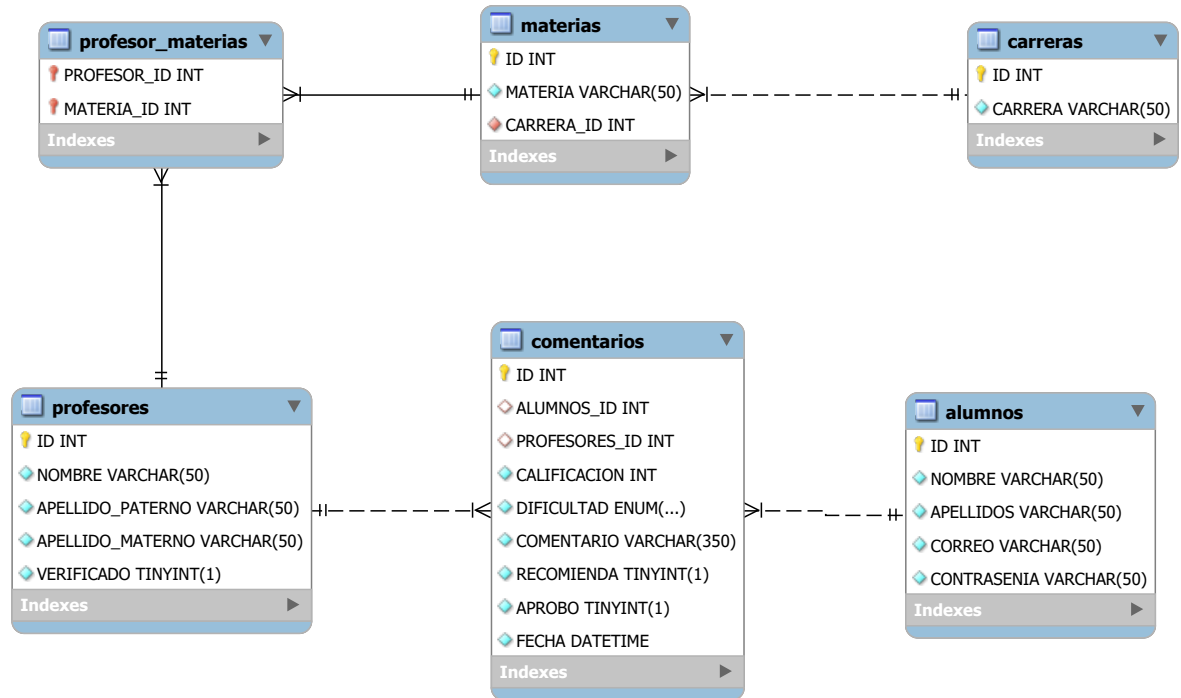 profesor_materias
PROFESOR_ID INT
MATERIA_ID INT
Indexes
materias
ID INT
MATERIA VARCHAR(50)
CARRERA_ID INT
Indexes
carreras
ID INT
CARRERA VARCHAR(50)
Indexes
profesores
ID INT
NOMBRE VARCHAR(50)
APELLIDO_PATERNO VARCHAR(50)
APELLIDO_MATERNO VARCHAR(50)
VERIFICADO TINYINT(1)
Indexes
comentarios
ID INT
ALUMNOS_ID INT
PROFESORES_ID INT
CALIFICACION INT
DIFICULTAD ENUM(...)
COMENTARIO VARCHAR(350)
RECOMIENDA TINYINT(1)
APROBO TINYINT(1)
FECHA DATETIME
Indexes
alumnos
ID INT
NOMBRE VARCHAR(50)
APELLIDOS VARCHAR(50)
CORREO VARCHAR(50)
CONTRASENIA VARCHAR(50)
Indexes